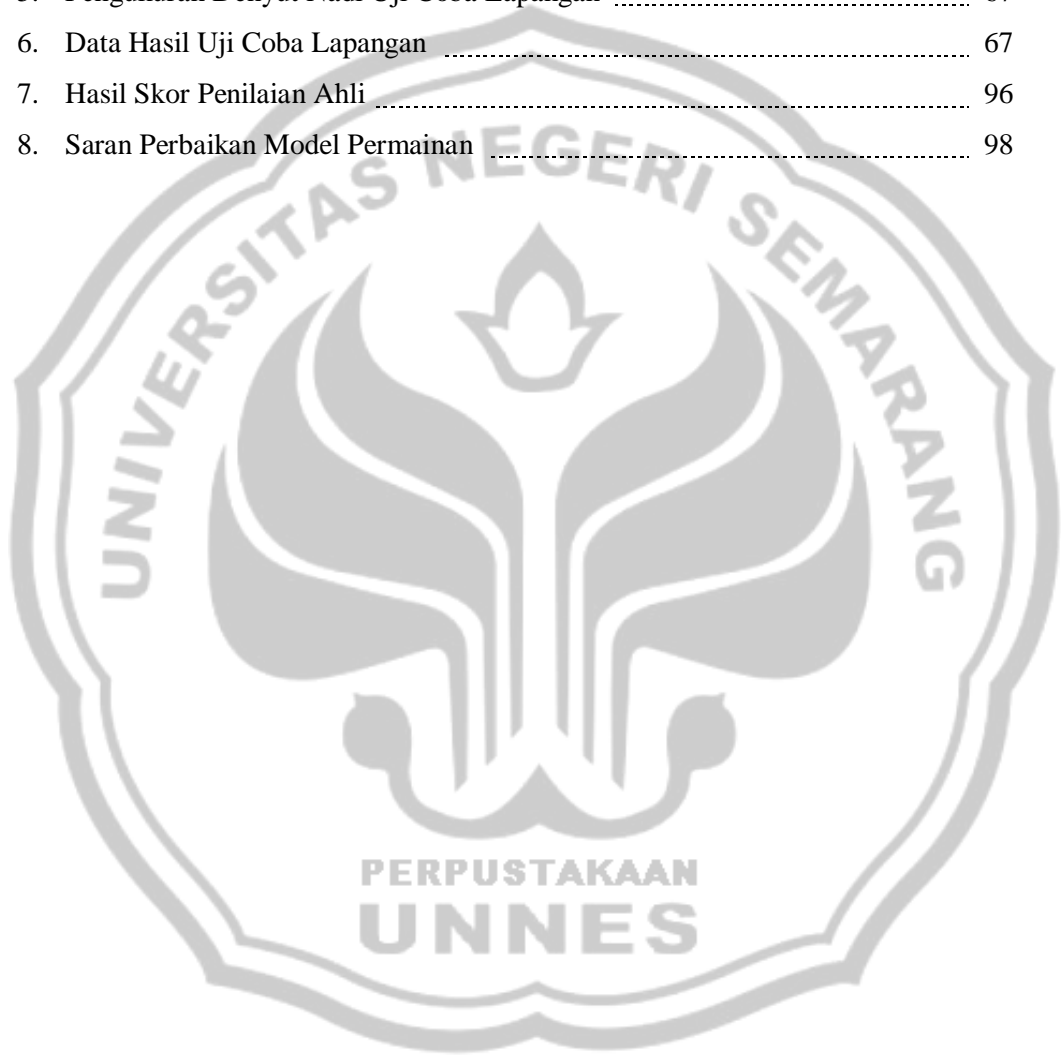 6. Data Hasil Uji Coba Lapangan 67
7. Hasil Skor Penilaian Ahli 96
8. Saran Perbaikan Model Permainan 98
UNIVERSITAS NEGERI SEMARANG
PERPUSTAKAAN
UNNES